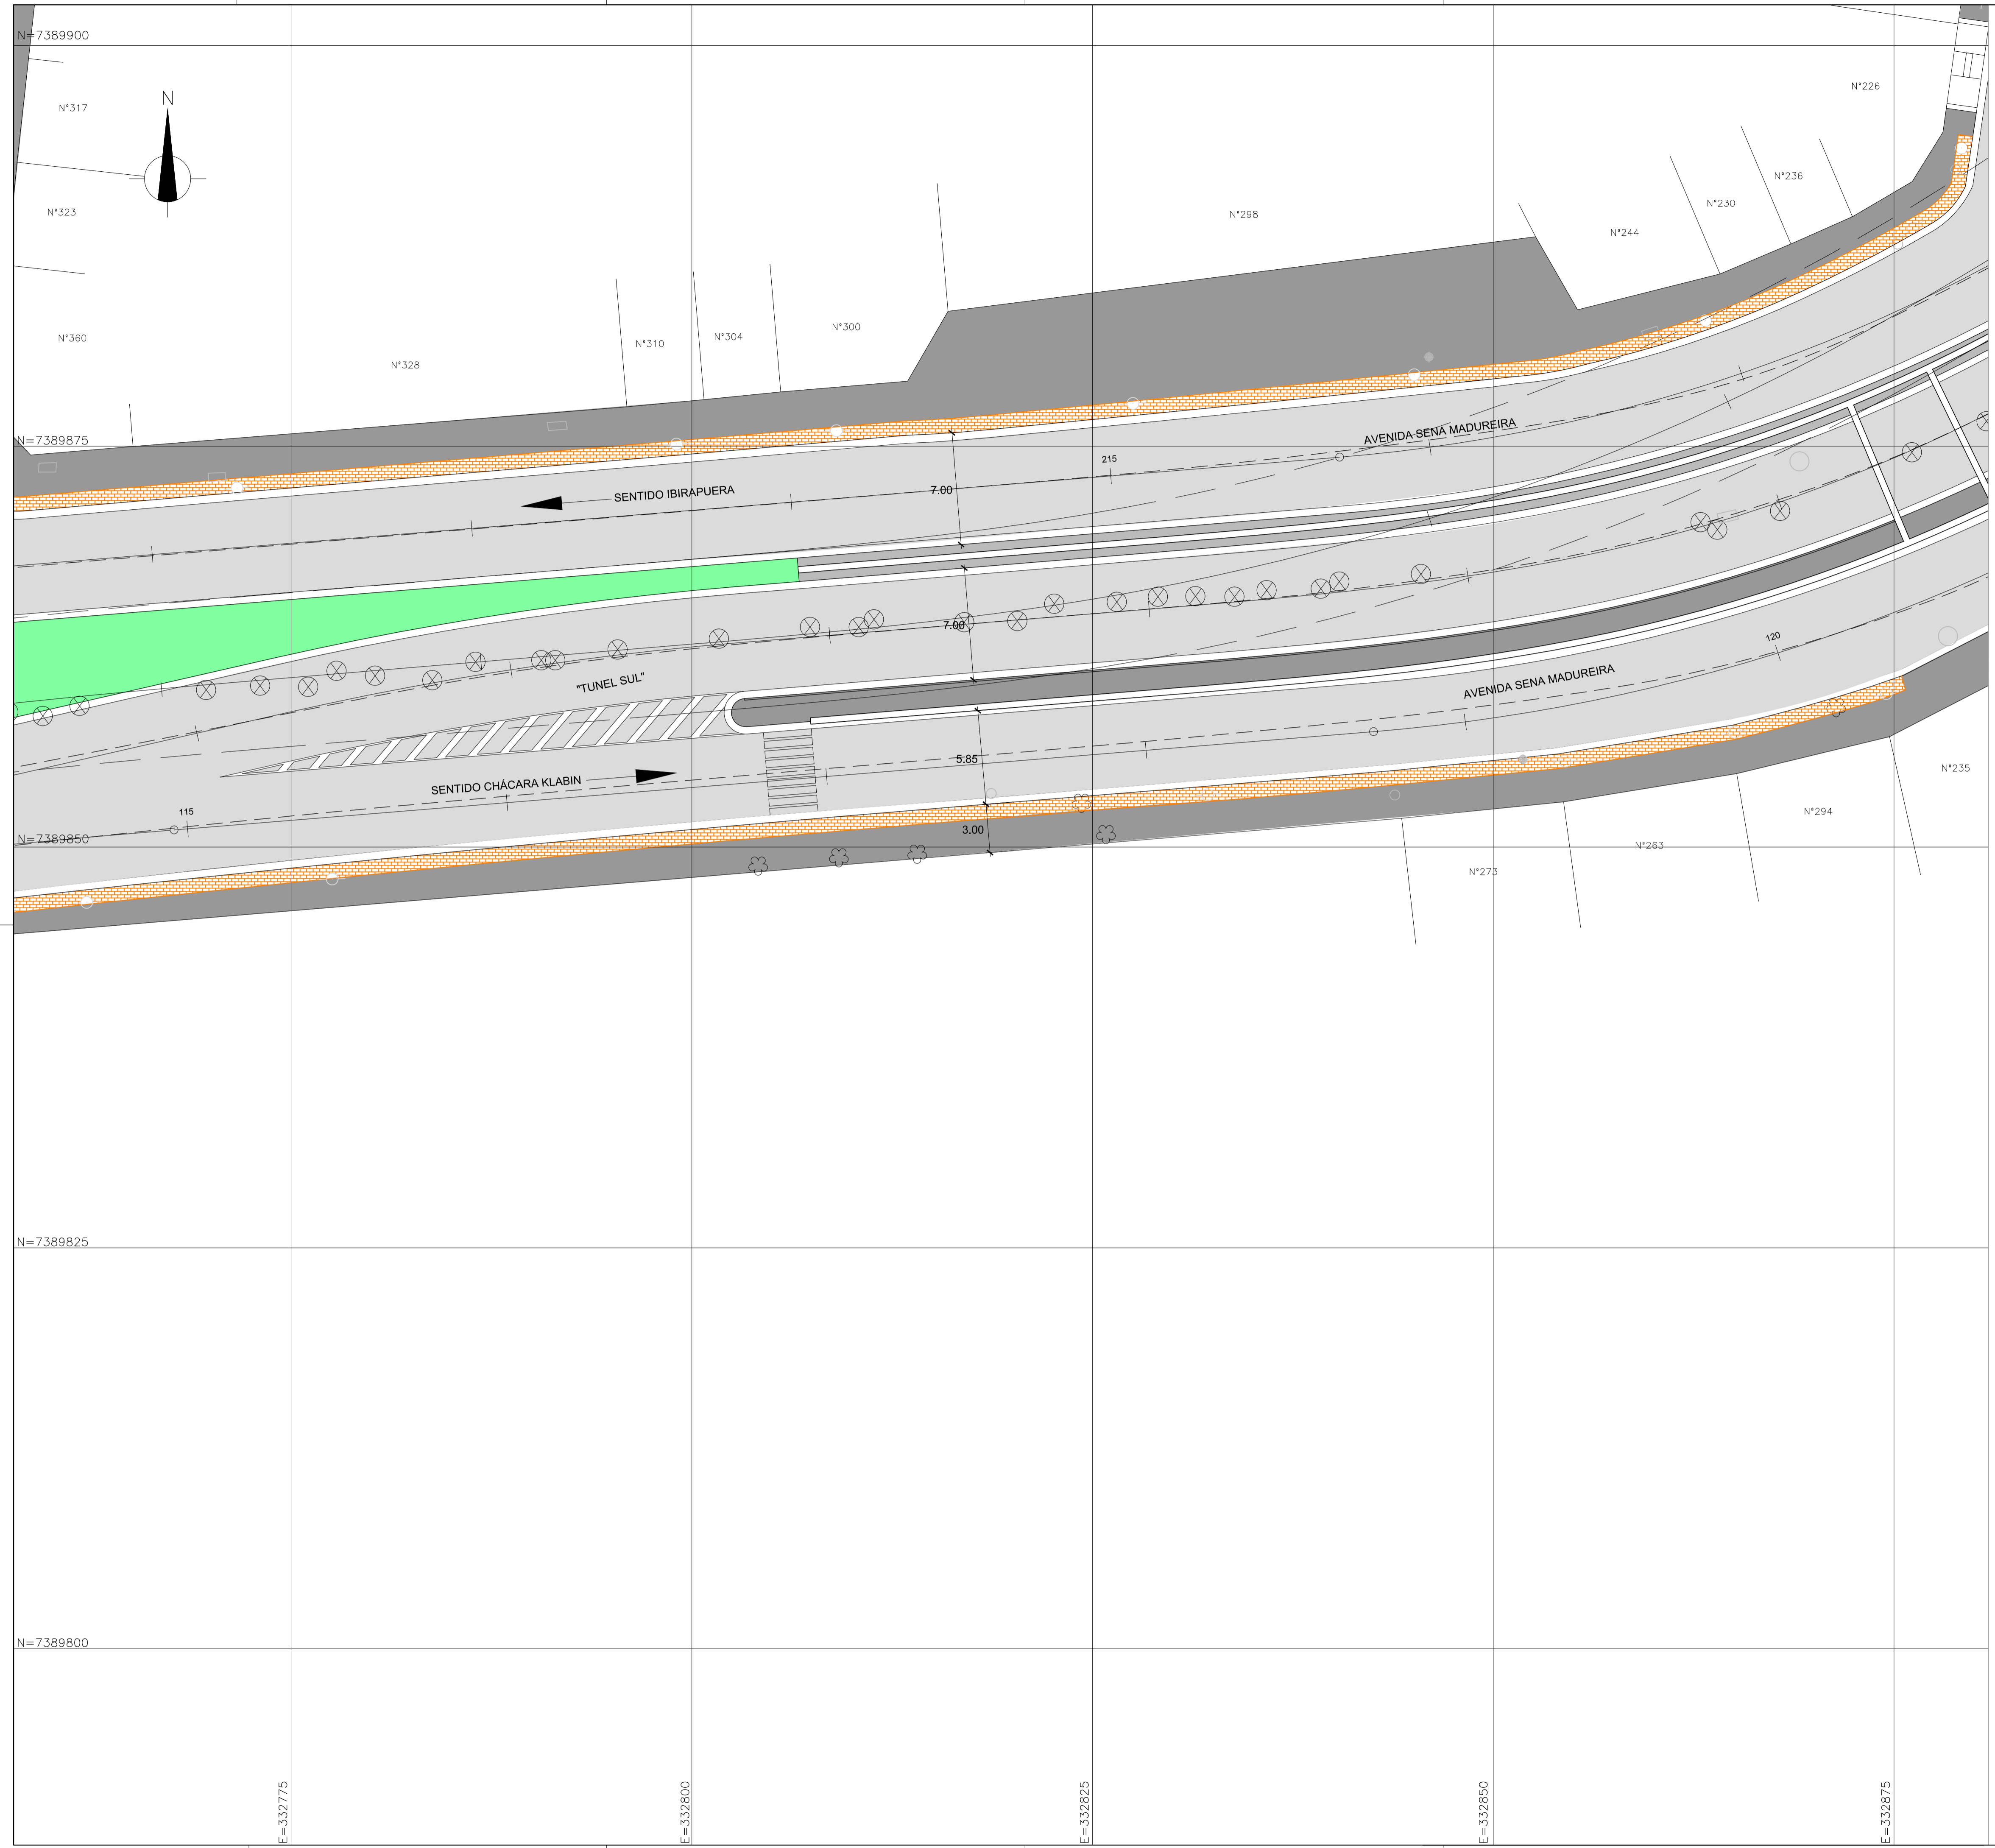 N=7389900
N°226
N°317
N
N°236
N°230
N°323
N°298
N°244
N°300
N°304
N°360
N°310
N°328
AVENIDA SENA MADUREIRA
N=7389875
215
7.00
SENTIDO IBIRAPUERA
7.00
120
"TUNEL SUL"
AVENIDA SENA MADUREIRA
5.85
N°235
SENTIDO CHÁCARA KLABIN
115
N°294
3.00
N=7389850
N°263
N°273
N=7389825
N=7389800
E=332775
E=332800
E=332825
E=332850
E=332875